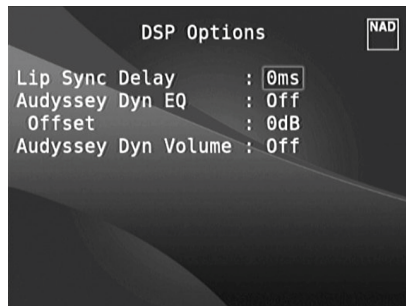 DSP Options
NAD
Lip Sync Delay : 0ms
Audyssey Dyn EQ : Off
Offset : 0dB
Audyssey Dyn Volume : Off